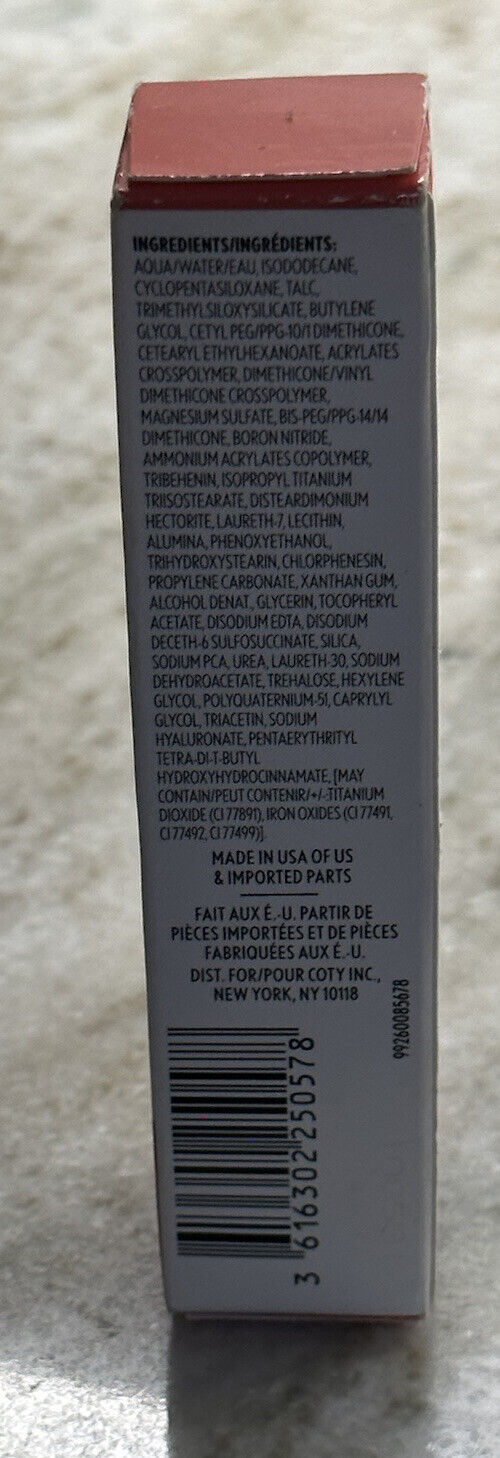 INGREDIENTS/INGRÉDIENTS:
AQUA/WATER/EAU, ISODODECANE,
CYCLOPENTASILOXANE, TALC,
TRIMETHYLSILOXYSILICATE, BUTYLENE
GLYCOL, CETYL PEG/PPG-10/1 DIMETHICONE,
CETEARYL ETHYLHEXANOATE, ACRYLATES
CROSSPOLYMER, DIMETHICONE/VINYL
DIMETHICONE CROSSPOLYMER,
MAGNESIUM SULFATE, BIS-PEG/PPG-14/14
DIMETHICONE, BORON NITRIDE,
AMMONIUM ACRYLATES COPOLYMER,
TRIBEHENIN, ISOPROPYL TITANIUM
TRIISOSTEARATE, DISTEARDIMONIUM
HECTORITE, LAURETH-7, LECITHIN,
ALUMINA, PHENOXYETHANOL,
TRIHYDROXYSTEARIN, CHLORPHENESIN,
PROPYLENE CARBONATE, XANTHAN GUM,
ALCOHOL DENAT., GLYCERIN, TOCOPHERYL
ACETATE, DISODIUM EDTA, DISODIUM
DECETH-6 SULFOSUCCINATE, SILICA,
SODIUM PCA, UREA, LAURETH-30, SODIUM
DEHYDROACETATE, TREHALOSE, HEXYLENE
GLYCOL, POLYQUATERNIUM-51, CAPRYLYL
GLYCOL, TRIACETIN, SODIUM
HYALURONATE, PENTAERYTHRITYL
TETRA-DI-T-BUTYL
HYDROXYHYDROCINNAMATE, [MAY
CONTAIN/PEUT CONTENIR/+/-:TITANIUM
DIOXIDE (CI 77891), IRON OXIDES (CI 77491,
CI 77492, CI 77499)].
MADE IN USA OF US
& IMPORTED PARTS
FAIT AUX É.-U. PARTIR DE
PIÈCES IMPORTÉES ET DE PIÈCES
FABRIQUÉES AUX É.-U.
DIST. FOR/POUR COTY INC.,
NEW YORK, NY 10118
99260085678
3 616302 250578